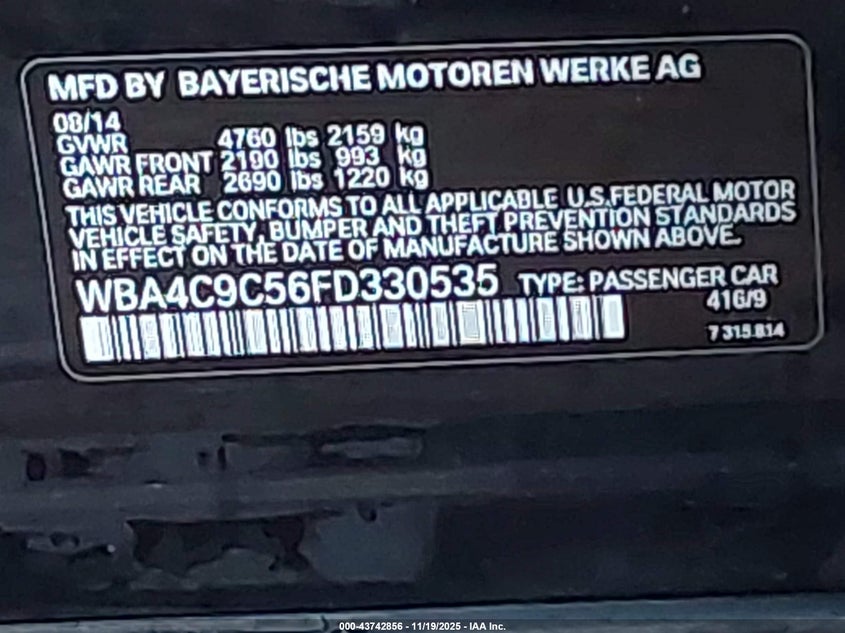 MFD BY BAYERISCHE MOTOREN WERKE AG
08/14
GVWR 4760 lbs 2159 kg
GAWR FRONT 2190 lbs 993 kg
GAWR REAR 2690 lbs 1220 kg
THIS VEHICLE CONFORMS TO ALL APPLICABLE U.S.FEDERAL MOTOR
VEHICLE SAFETY, BUMPER AND THEFT PREVENTION STANDARDS
IN EFFECT ON THE DATE OF MANUFACTURE SHOWN ABOVE.
WBA4C9C56FD330535 TYPE: PASSENGER CAR
416/9
7 315.814
000-43742856 - 11/19/2025 - IAA Inc.